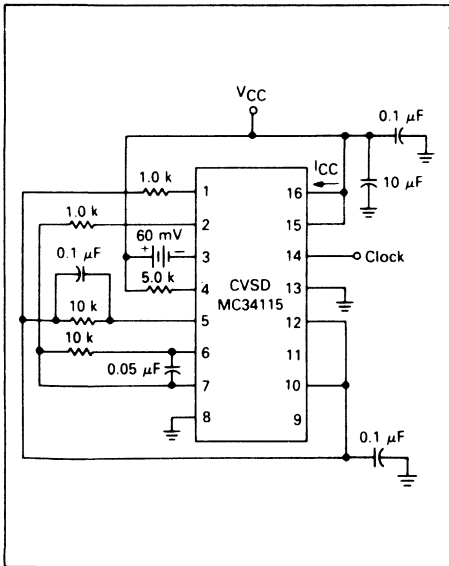 VCC
0.1 µF
1.0 k
ICC
10 µF
1
16
1.0 k
2
15
60 mV
+ −
3
14
Clock
0.1 µF
5.0 k
4
CVSD
MC34115
13
10 k
5
12
10 k
6
11
0.05 µF
7
10
8
9
0.1 µF